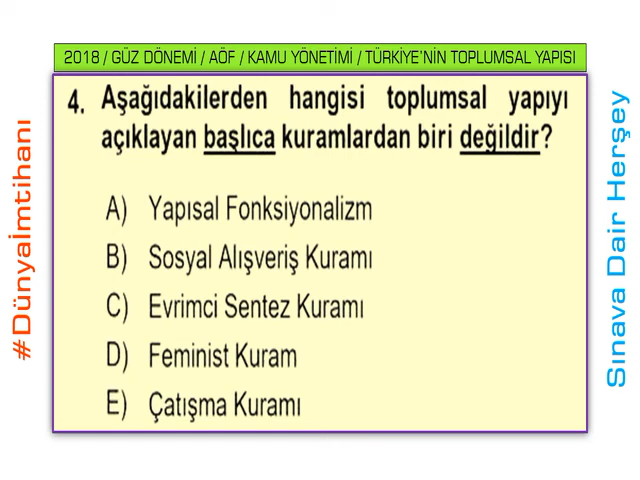 2018 / GÜZ DÖNEMİ / AÖF / KAMU YÖNETİMİ / TÜRKİYE'NİN TOPLUMSAL YAPISI
4. Aşağıdakilerden hangisi toplumsal yapıyı
açıklayan başlıca kuramlardan biri değildir?
A) Yapısal Fonksiyonalizm
B) Sosyal Alışveriş Kuramı
C) Evrimci Sentez Kuramı
D) Feminist Kuram
E) Çatışma Kuramı
#Dünyaİmtihanı
Sınava Dair Herşey